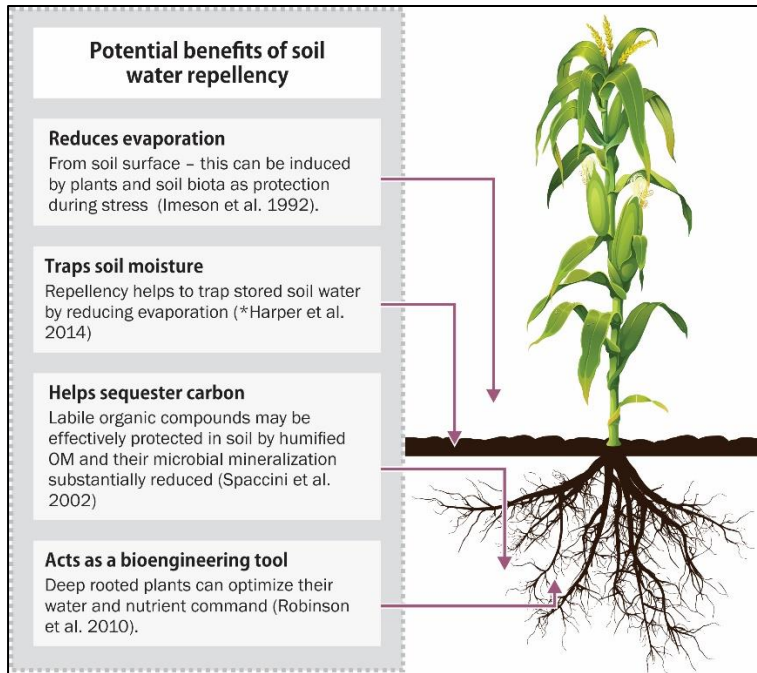 Potential benefits of soil
water repellency
Reduces evaporation
From soil surface – this can be induced
by plants and soil biota as protection
during stress  (Imeson et al. 1992).
Traps soil moisture
Repellency helps to trap stored soil water
by reducing evaporation (*Harper et al.
2014)
Helps sequester carbon
Labile organic compounds may be
effectively protected in soil by humified
OM and their microbial mineralization
substantially reduced (Spaccini et al.
2002)
Acts as a bioengineering tool
Deep rooted plants can optimize their
water and nutrient command (Robinson
et al. 2010).